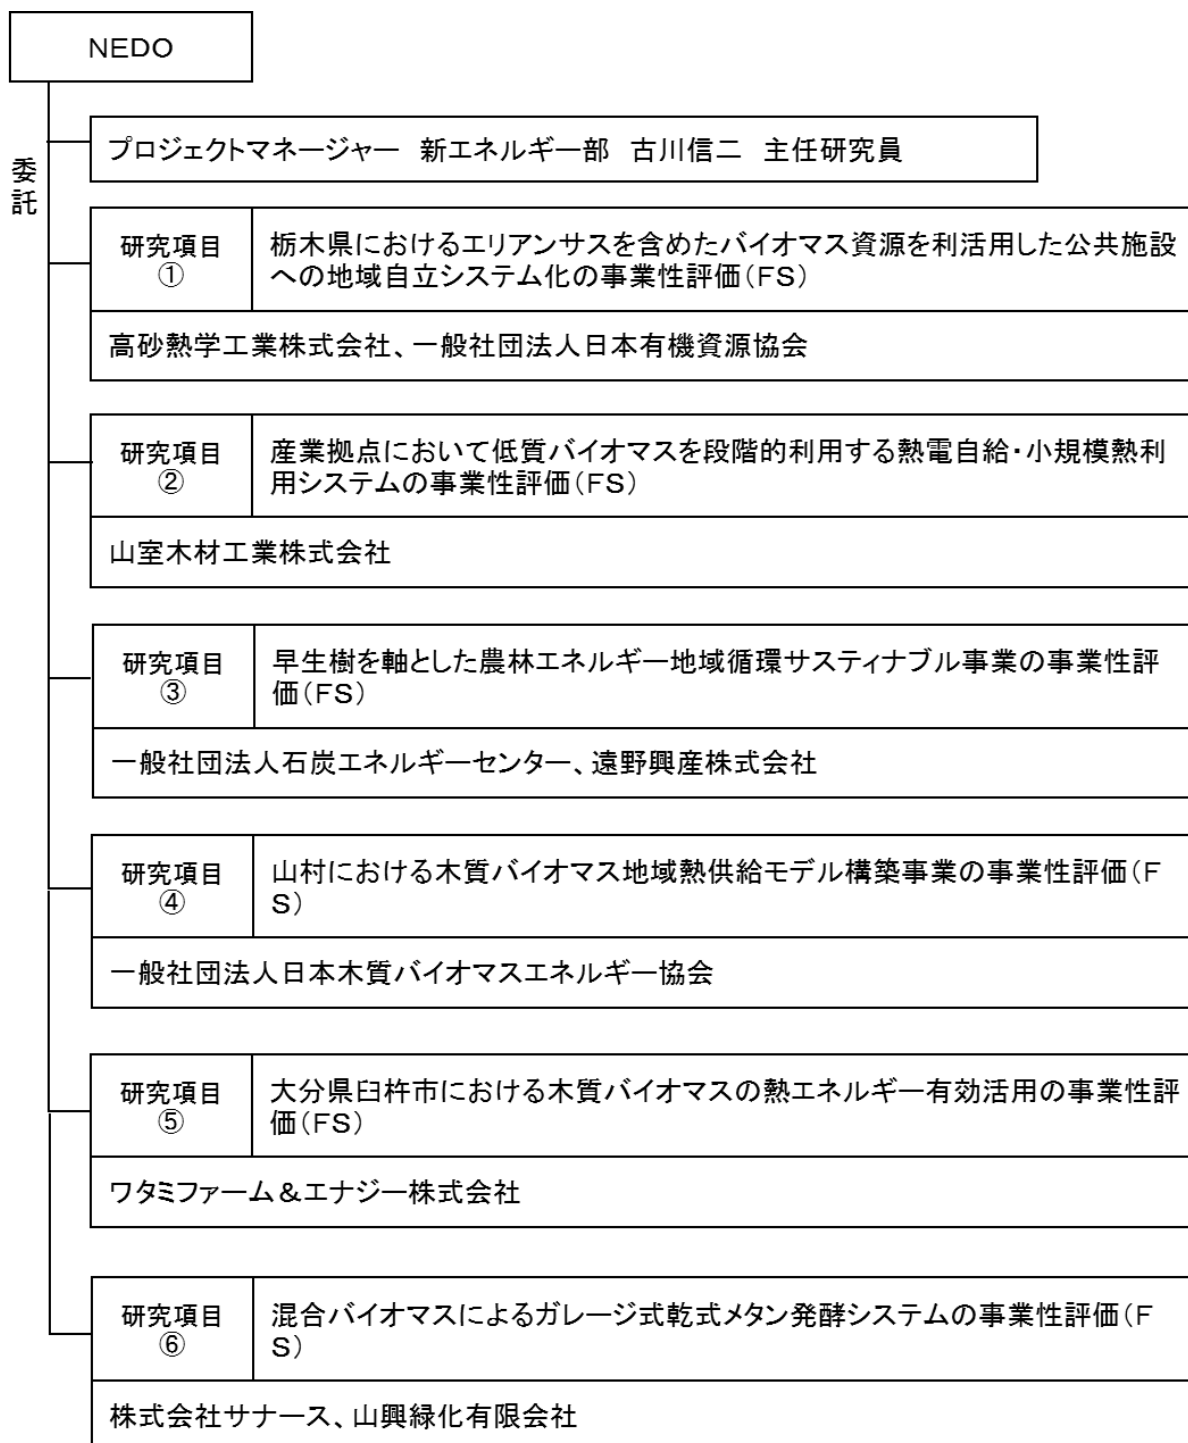 NEDO
委託
プロジェクトマネージャー 新エネルギー部 古川信二 主任研究員
研究項目
①
栃木県におけるエリアンサスを含めたバイオマス資源を利活用した公共施設
への地域自立システム化の事業性評価(FS)
高砂熱学工業株式会社、一般社団法人日本有機資源協会
研究項目
②
産業拠点において低質バイオマスを段階的利用する熱電自給・小規模熱利
用システムの事業性評価(FS)
山室木材工業株式会社
研究項目
③
早生樹を軸とした農林エネルギー地域循環サスティナブル事業の事業性評
価(FS)
一般社団法人石炭エネルギーセンター、遠野興産株式会社
研究項目
④
山村における木質バイオマス地域熱供給モデル構築事業の事業性評価(F
S)
一般社団法人日本木質バイオマスエネルギー協会
研究項目
⑤
大分県臼杵市における木質バイオマスの熱エネルギー有効活用の事業性評
価(FS)
ワタミファーム&エナジー株式会社
研究項目
⑥
混合バイオマスによるガレージ式乾式メタン発酵システムの事業性評価(F
S)
株式会社サナース、山興緑化有限会社